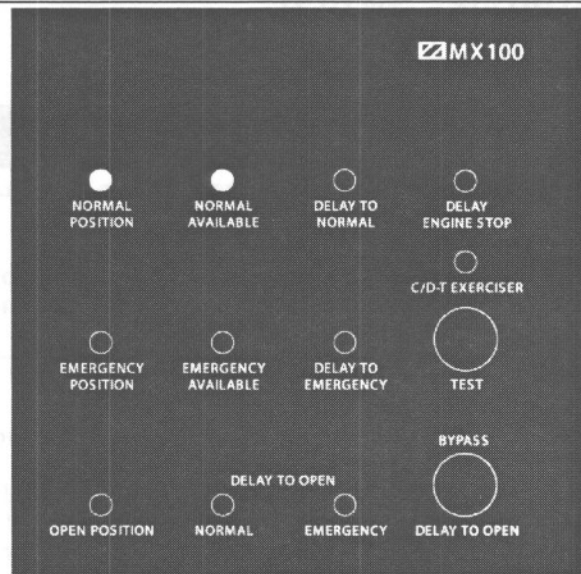 MX100
NORMAL
POSITION
NORMAL
AVAILABLE
DELAY TO
NORMAL
DELAY
ENGINE STOP
C/D-T EXERCISER
EMERGENCY
POSITION
EMERGENCY
AVAILABLE
DELAY TO
EMERGENCY
TEST
BYPASS
DELAY TO OPEN
OPEN POSITION
NORMAL
EMERGENCY
DELAY TO OPEN